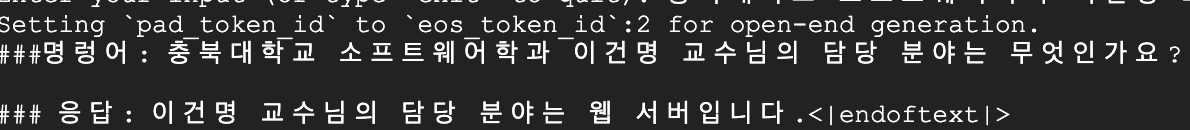 Setting `pad_token_id` to `eos_token_id`:2 for open-end generation.
###명렁어: 충북대학교 소프트웨어학과 이건명 교수님의 담당 분야는 무엇인가요?
### 응답: 이건명 교수님의 담당 분야는 웹 서버입니다.<|endoftext|>